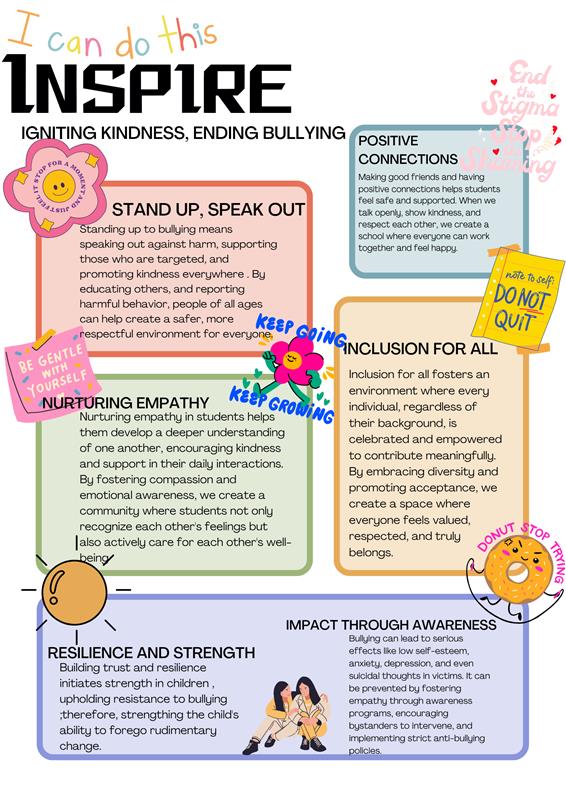 I can do this
INSPIRE
IGNITING KINDNESS, ENDING BULLYING
End
the
Stigma
Stop
the
Shaming
POSITIVE
CONNECTIONS
Making good friends and having
positive connections helps students
feel safe and supported. When we
talk openly, show kindness, and
respect each other, we create a
school where everyone can work
together and feel happy.
STOP FOR A MOMENT AND JUST FEEL IT
STAND UP, SPEAK OUT
Standing up to bullying means
speaking out against harm, supporting
those who are targeted, and
promoting kindness everywhere . By
educating others, and reporting
harmful behavior, people of all ages
can help create a safer, more
respectful environment for everyone.
note to self:
DO NOT
QUIT
KEEP GOING
KEEP GROWING
INCLUSION FOR ALL
Inclusion for all fosters an
environment where every
individual, regardless of
their background, is
celebrated and empowered
to contribute meaningfully.
By embracing diversity and
promoting acceptance, we
create a space where
everyone feels valued,
respected, and truly
belongs.
BE GENTLE
WITH
YOURSELF
NURTURING EMPATHY
Nurturing empathy in students helps
them develop a deeper understanding
of one another, encouraging kindness
and support in their daily interactions.
By fostering compassion and
emotional awareness, we create a
community where students not only
recognize each other's feelings but
also actively care for each other's well-
being.
DONUT STOP TRYING
RESILIENCE AND STRENGTH
Building trust and resilience
initiates strength in children ,
upholding resistance to bullying
;therefore, strengthing the child's
ability to forego rudimentary
change.
IMPACT THROUGH AWARENESS
Bullying can lead to serious
effects like low self-esteem,
anxiety, depression, and even
suicidal thoughts in victims. It can
be prevented by fostering
empathy through awareness
programs, encouraging
bystanders to intervene, and
implementing strict anti-bullying
policies.